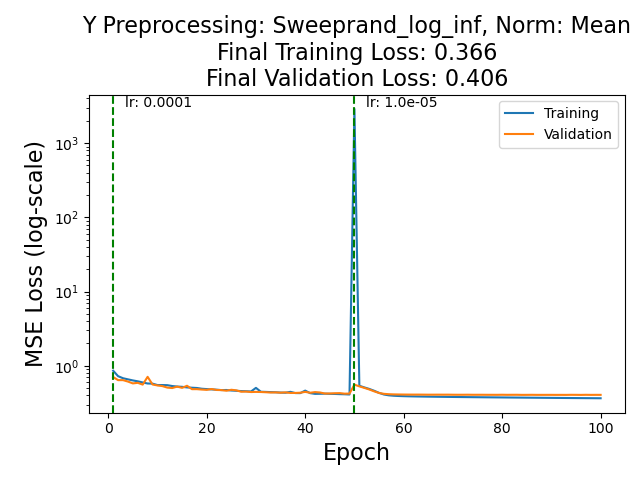 Y Preprocessing: Sweeprand_log_inf, Norm: Mean
Final Training Loss: 0.366
Final Validation Loss: 0.406
lr: 0.0001
lr: 1.0e-05
Training
Validation
MSE Loss (log-scale)
10³
10²
10¹
10⁰
0
20
40
60
80
100
Epoch